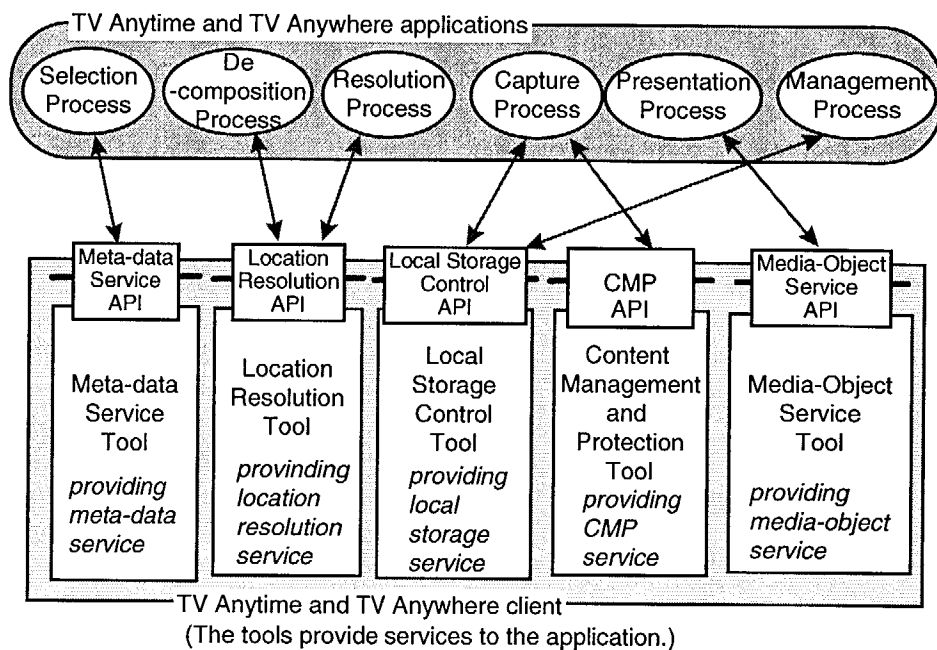 TV Anytime and TV Anywhere applications
Selection
Process
De
-composition
Process
Resolution
Process
Capture
Process
Presentation
Process
Management
Process
Meta-data
Service
API
Location
Resolution
API
Local Storage
Control
API
CMP
API
Media-Object
Service
API
Meta-data
Service
Tool
providing
meta-data
service
Location
Resolution
Tool
provinding
location
resolution
service
Local
Storage
Control
Tool
providing
local
storage
service
Content
Management
and
Protection
Tool
providing
CMP
service
Media-Object
Service
Tool
providing
media-object
service
TV Anytime and TV Anywhere client
(The tools provide services to the application.)